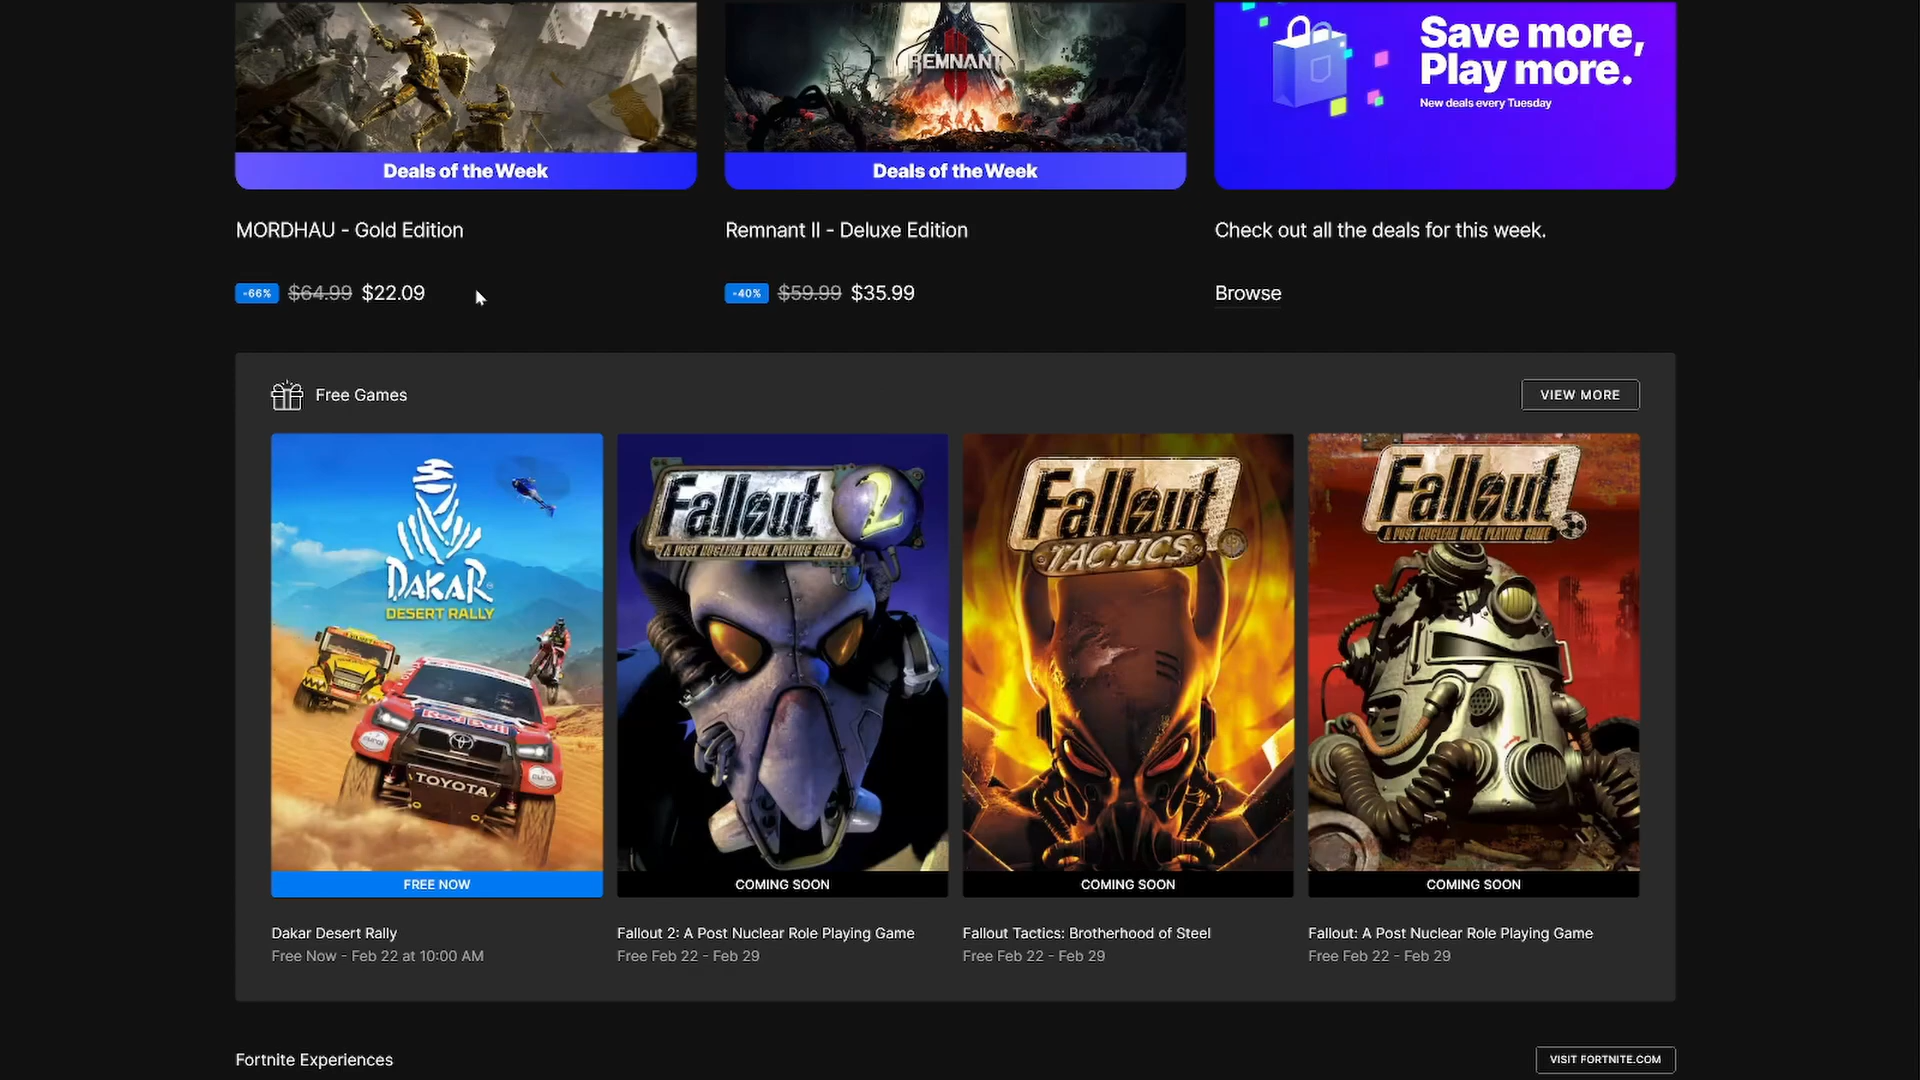 REMNANT
Save more,
Play more.
New deals every Tuesday
Deals of the Week
Deals of the Week
MORDHAU - Gold Edition
Remnant II - Deluxe Edition
Check out all the deals for this week.
-66% $64.99 $22.09
-40% $59.99 $35.99
Browse
Free Games
VIEW MORE
DAKAR
DESERT RALLY
Red Bull
TOYOTA
Fallout 2
A POST NUCLEAR ROLE PLAYING GAME
Fallout
TACTICS
Fallout
A POST NUCLEAR ROLE PLAYING GAME
FREE NOW
COMING SOON
COMING SOON
COMING SOON
Dakar Desert Rally
Free Now - Feb 22 at 10:00 AM
Fallout 2: A Post Nuclear Role Playing Game
Free Feb 22 - Feb 29
Fallout Tactics: Brotherhood of Steel
Free Feb 22 - Feb 29
Fallout: A Post Nuclear Role Playing Game
Free Feb 22 - Feb 29
Fortnite Experiences
VISIT FORTNITE.COM